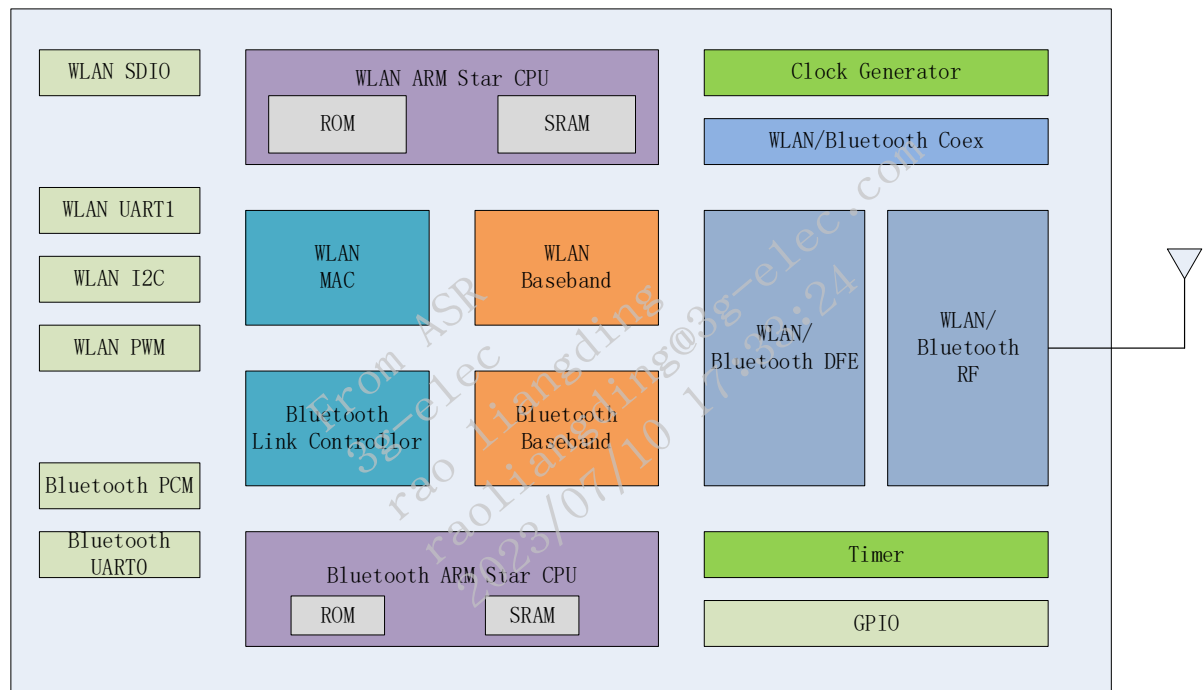 WLAN SDIO
WLAN UART1
WLAN I2C
WLAN PWM
Bluetooth PCM
Bluetooth
UART0
WLAN ARM Star CPU
ROM
SRAM
WLAN
MAC
WLAN
Baseband
Bluetooth
Link Controllor
Bluetooth
Baseband
Bluetooth ARM Star CPU
ROM
SRAM
Clock Generator
WLAN/Bluetooth Coex
WLAN/
Bluetooth DFE
WLAN/
Bluetooth
RF
Timer
GPIO
From ASR
3g-elec
rao liangding
raoliangding@3g-elec.com
2023/07/10 17:33:24